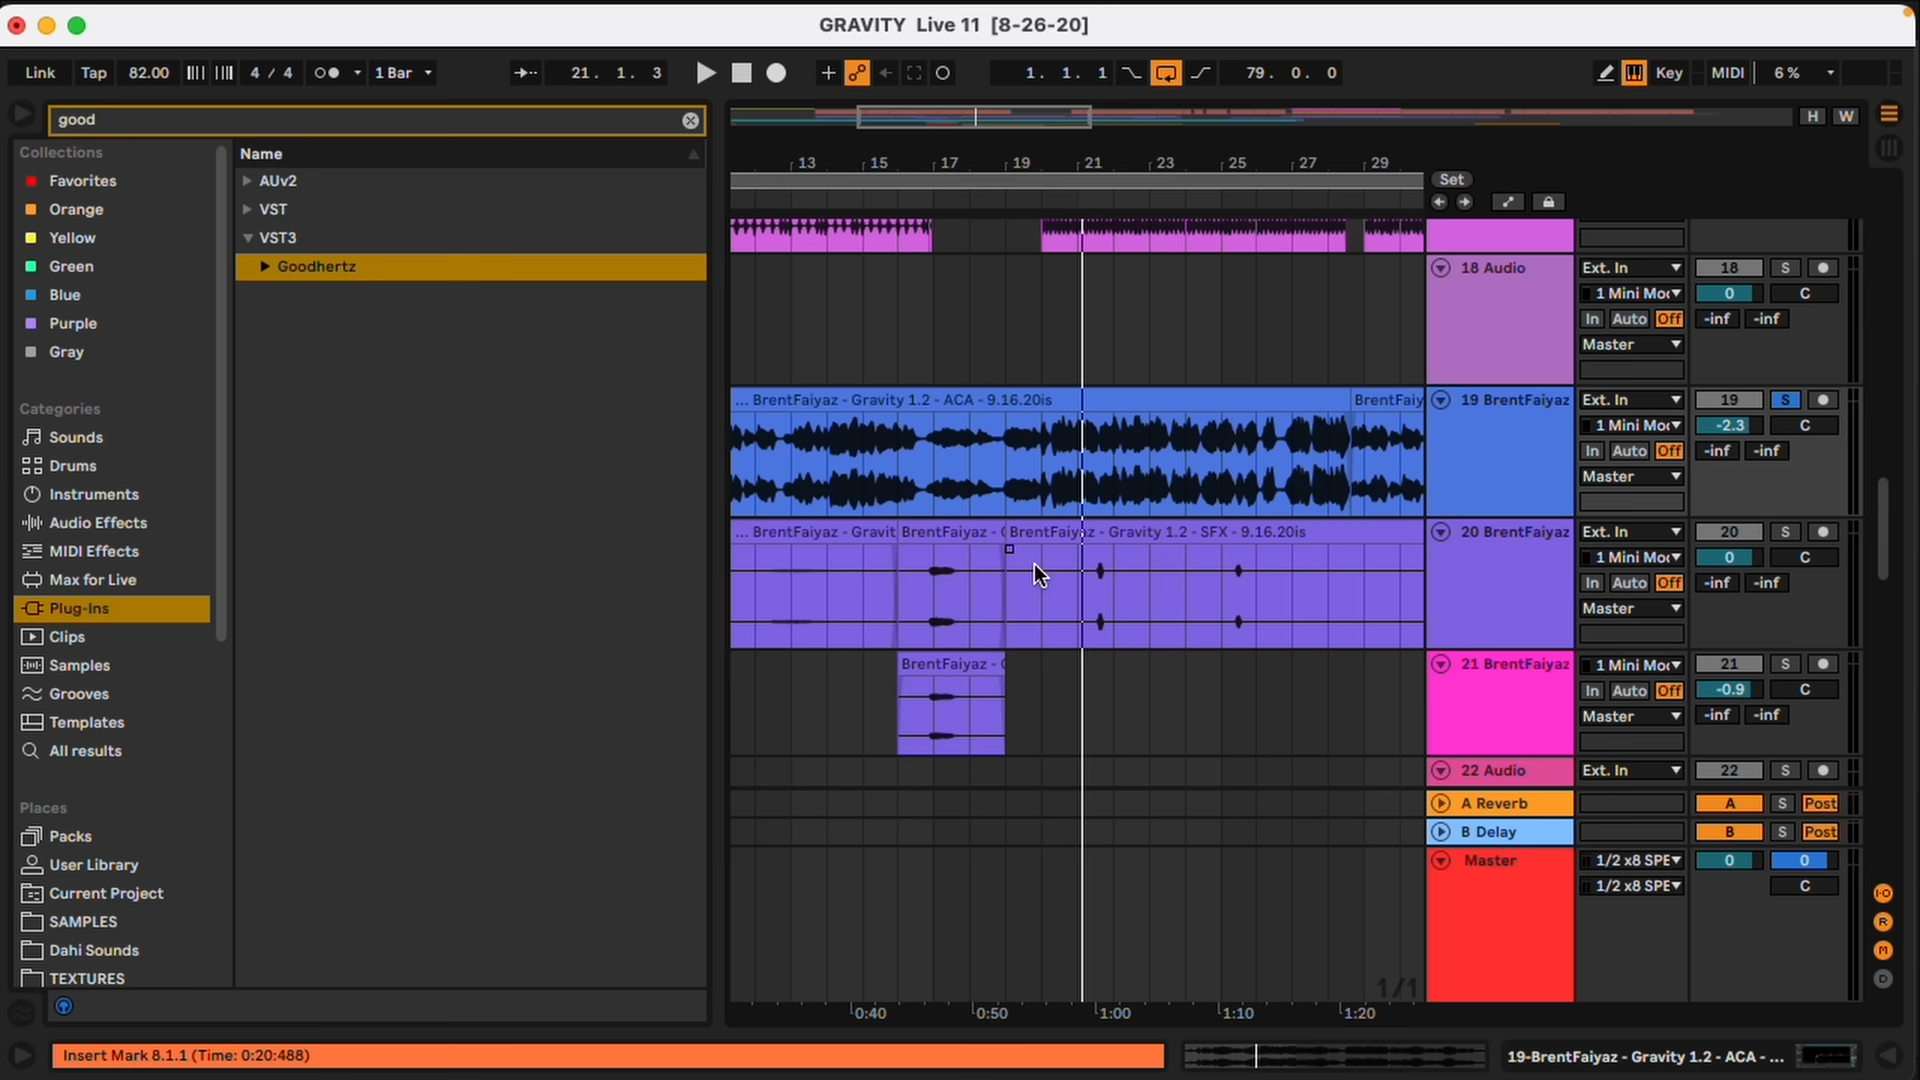 GRAVITY Live 11 [8-26-20]
Link Tap 82.00 4 / 4 1 Bar 21. 1. 3 1. 1. 1 79. 0. 0 Key MIDI 6 %
good
H W
Collections
Favorites
Orange
Yellow
Green
Blue
Purple
Gray
Categories
Sounds
Drums
Instruments
Audio Effects
MIDI Effects
Max for Live
Plug-Ins
Clips
Samples
Grooves
Templates
All results
Places
Packs
User Library
Current Project
SAMPLES
Dahi Sounds
TEXTURES
Name
AUv2
VST
VST3
Goodhertz
13 15 17 19 21 23 25 27 29
Set
18 Audio Ext. In 18 S
1 Mini Mo 0 C
In Auto Off -inf -inf
Master
... BrentFaiyaz - Gravity 1.2 - ACA - 9.16.20is BrentFaiy 19 BrentFaiyaz Ext. In 19 S
1 Mini Mo -2.3 C
In Auto Off -inf -inf
Master
... BrentFaiyaz - Gravit BrentFaiyaz - BrentFaiyaz - Gravity 1.2 - SFX - 9.16.20is 20 BrentFaiyaz Ext. In 20 S
1 Mini Mo 0 C
In Auto Off -inf -inf
Master
BrentFaiyaz - 21 BrentFaiyaz 1 Mini Mo 21 S
In Auto Off -0.9 C
Master -inf -inf
22 Audio Ext. In 22 S
A Reverb A S Post
B Delay B S Post
Master 1/2 x8 SPE 0 0
1/2 x8 SPE C
I·O
R
M
D
1/1
0:40 0:50 1:00 1:10 1:20
Insert Mark 8.1.1 (Time: 0:20:488)
19-BrentFaiyaz - Gravity 1.2 - ACA - ...